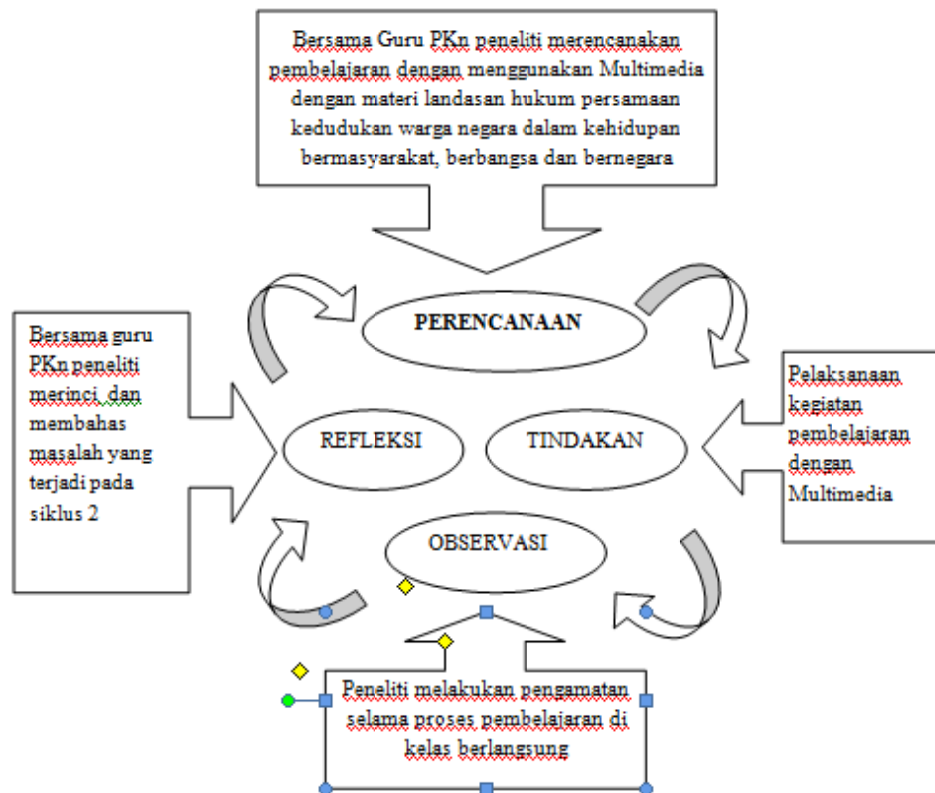 Bersama Guru PKn peneliti merencanakan
pembelajaran dengan menggunakan Multimedia
dengan materi landasan hukum persamaan
kedudukan warga negara dalam kehidupan
bermasyarakat, berbangsa dan bernegara
PERENCANAAN
Bersama guru
PKn peneliti
merinci, dan
membahas
masalah yang
terjadi pada
siklus 2
REFLEKSI
TINDAKAN
Pelaksanaan
kegiatan
pembelajaran
dengan
Multimedia
OBSERVASI
Peneliti melakukan pengamatan
selama proses pembelajaran di
kelas berlangsung